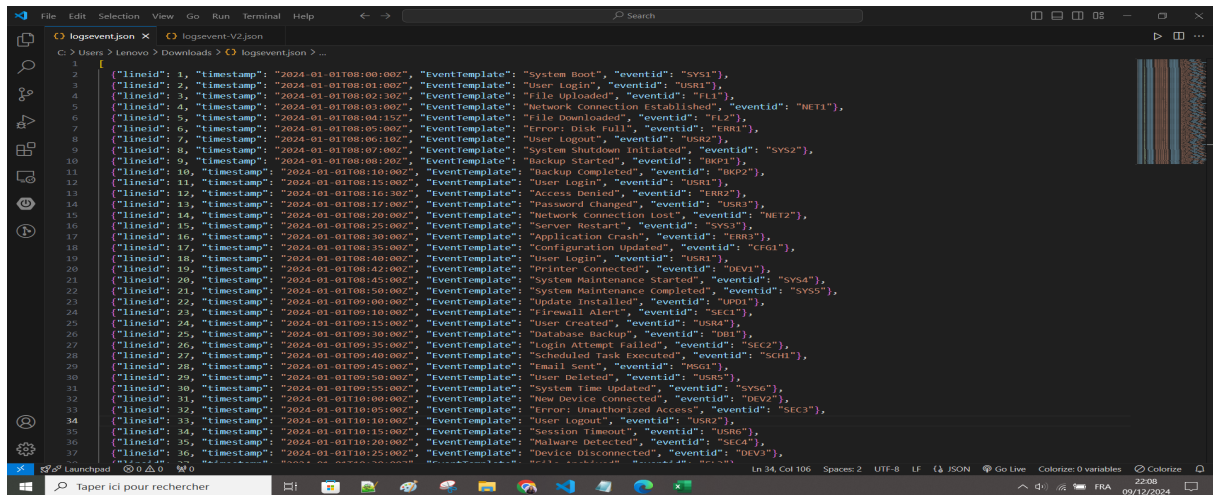 File Edit Selection View Go Run Terminal Help
Search
logsevent.json
logsevent-V2.json
C: > Users > Lenovo > Downloads > {} logsevent.json > ...
1 [
2 {"lineid": 1, "timestamp": "2024-01-01T08:00:00Z", "EventTemplate": "System Boot", "eventid": "SYS1"},
3 {"lineid": 2, "timestamp": "2024-01-01T08:01:00Z", "EventTemplate": "User Login", "eventid": "USR1"},
4 {"lineid": 3, "timestamp": "2024-01-01T08:02:30Z", "EventTemplate": "File Uploaded", "eventid": "FL1"},
5 {"lineid": 4, "timestamp": "2024-01-01T08:03:00Z", "EventTemplate": "Network Connection Established", "eventid": "NET1"},
6 {"lineid": 5, "timestamp": "2024-01-01T08:04:15Z", "EventTemplate": "File Downloaded", "eventid": "FL2"},
7 {"lineid": 6, "timestamp": "2024-01-01T08:05:00Z", "EventTemplate": "Error: Disk Full", "eventid": "ERR1"},
8 {"lineid": 7, "timestamp": "2024-01-01T08:06:10Z", "EventTemplate": "User Logout", "eventid": "USR2"},
9 {"lineid": 8, "timestamp": "2024-01-01T08:07:00Z", "EventTemplate": "System Shutdown Initiated", "eventid": "SYS2"},
10 {"lineid": 9, "timestamp": "2024-01-01T08:08:20Z", "EventTemplate": "Backup Started", "eventid": "BKP1"},
11 {"lineid": 10, "timestamp": "2024-01-01T08:10:00Z", "EventTemplate": "Backup Completed", "eventid": "BKP2"},
12 {"lineid": 11, "timestamp": "2024-01-01T08:15:00Z", "EventTemplate": "User Login", "eventid": "USR1"},
13 {"lineid": 12, "timestamp": "2024-01-01T08:16:30Z", "EventTemplate": "Access Denied", "eventid": "ERR2"},
14 {"lineid": 13, "timestamp": "2024-01-01T08:17:00Z", "EventTemplate": "Password Changed", "eventid": "USR3"},
15 {"lineid": 14, "timestamp": "2024-01-01T08:20:00Z", "EventTemplate": "Network Connection Lost", "eventid": "NET2"},
16 {"lineid": 15, "timestamp": "2024-01-01T08:25:00Z", "EventTemplate": "Server Restart", "eventid": "SYS3"},
17 {"lineid": 16, "timestamp": "2024-01-01T08:30:00Z", "EventTemplate": "Application Crash", "eventid": "ERR3"},
18 {"lineid": 17, "timestamp": "2024-01-01T08:35:00Z", "EventTemplate": "Configuration Updated", "eventid": "CFG1"},
19 {"lineid": 18, "timestamp": "2024-01-01T08:40:00Z", "EventTemplate": "User Login", "eventid": "USR1"},
20 {"lineid": 19, "timestamp": "2024-01-01T08:42:00Z", "EventTemplate": "Printer Connected", "eventid": "DEV1"},
21 {"lineid": 20, "timestamp": "2024-01-01T08:45:00Z", "EventTemplate": "System Maintenance Started", "eventid": "SYS4"},
22 {"lineid": 21, "timestamp": "2024-01-01T08:50:00Z", "EventTemplate": "System Maintenance Completed", "eventid": "SYS5"},
23 {"lineid": 22, "timestamp": "2024-01-01T09:00:00Z", "EventTemplate": "Update Installed", "eventid": "UPD1"},
24 {"lineid": 23, "timestamp": "2024-01-01T09:10:00Z", "EventTemplate": "Firewall Alert", "eventid": "SEC1"},
25 {"lineid": 24, "timestamp": "2024-01-01T09:15:00Z", "EventTemplate": "User Created", "eventid": "USR4"},
26 {"lineid": 25, "timestamp": "2024-01-01T09:30:00Z", "EventTemplate": "Database Backup", "eventid": "DB1"},
27 {"lineid": 26, "timestamp": "2024-01-01T09:35:00Z", "EventTemplate": "Login Attempt Failed", "eventid": "SEC2"},
28 {"lineid": 27, "timestamp": "2024-01-01T09:40:00Z", "EventTemplate": "Scheduled Task Executed", "eventid": "SCH1"},
29 {"lineid": 28, "timestamp": "2024-01-01T09:45:00Z", "EventTemplate": "Email Sent", "eventid": "MSG1"},
30 {"lineid": 29, "timestamp": "2024-01-01T09:50:00Z", "EventTemplate": "User Deleted", "eventid": "USR5"},
31 {"lineid": 30, "timestamp": "2024-01-01T09:55:00Z", "EventTemplate": "System Time Updated", "eventid": "SYS6"},
32 {"lineid": 31, "timestamp": "2024-01-01T10:00:00Z", "EventTemplate": "New Device Connected", "eventid": "DEV2"},
33 {"lineid": 32, "timestamp": "2024-01-01T10:05:00Z", "EventTemplate": "Error: Unauthorized Access", "eventid": "SEC3"},
34 {"lineid": 33, "timestamp": "2024-01-01T10:10:00Z", "EventTemplate": "User Logout", "eventid": "USR2"},
35 {"lineid": 34, "timestamp": "2024-01-01T10:15:00Z", "EventTemplate": "Session Timeout", "eventid": "USR6"},
36 {"lineid": 35, "timestamp": "2024-01-01T10:20:00Z", "EventTemplate": "Malware Detected", "eventid": "SEC4"},
37 {"lineid": 36, "timestamp": "2024-01-01T10:25:00Z", "EventTemplate": "Device Disconnected", "eventid": "DEV3"},
Launchpad 0 0 0 Ln 34, Col 106 Spaces: 2 UTF-8 LF {} JSON Go Live Colorize: 0 variables Colorize
Taper ici pour rechercher
FRA
22:08
09/12/2024